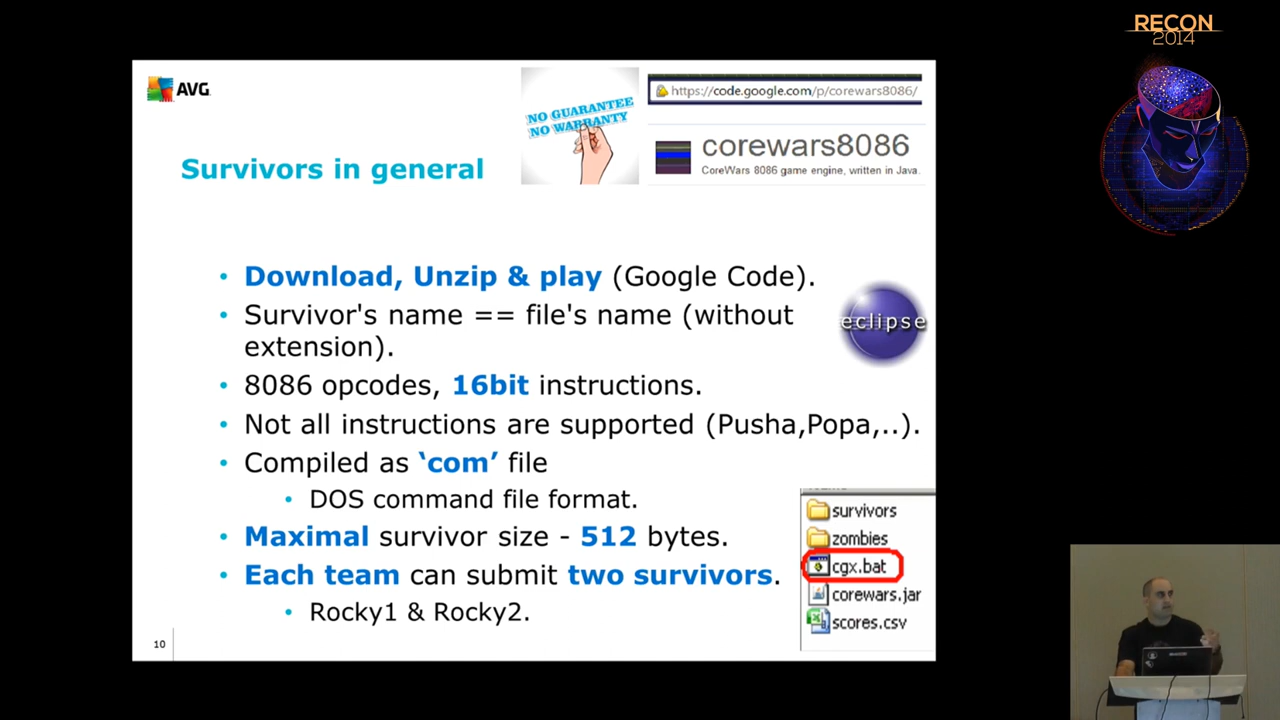 RECON
2014
AVG
NO GUARANTEE
NO WARRANTY
https://code.google.com/p/corewars8086/
corewars8086
CoreWars 8086 game engine, written in Java.
Survivors in general
• Download, Unzip & play (Google Code).
• Survivor's name == file's name (without
extension).
eclipse
• 8086 opcodes, 16bit instructions.
• Not all instructions are supported (Pusha,Popa,..).
• Compiled as ‘com’ file
• DOS command file format.
• Maximal survivor size - 512 bytes.
• Each team can submit two survivors.
• Rocky1 & Rocky2.
survivors
zombies
cgx.bat
corewars.jar
scores.csv
10